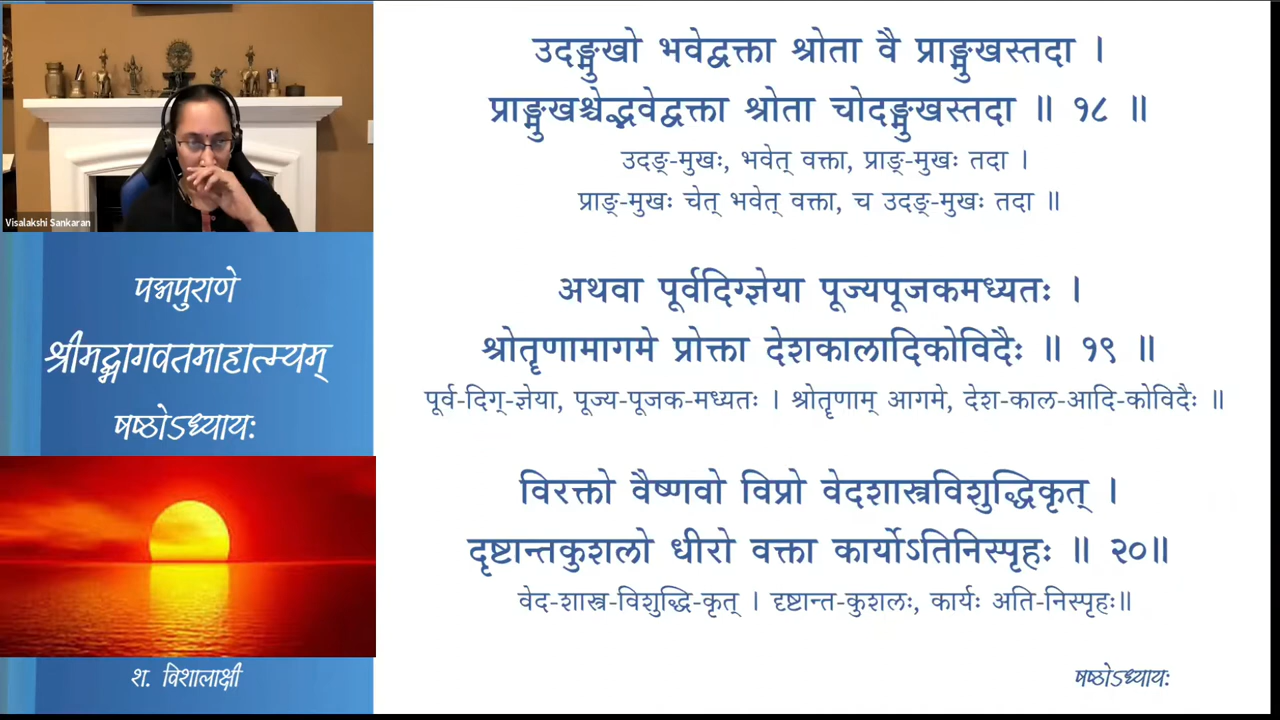 Visalakshi Sankaran
पद्मपुराणे
श्रीमद्भागवतमाहात्म्यम्
षष्ठोऽध्यायः
श. विशालाक्षी
उदङ्मुखो भवेद्वक्ता श्रोता वै प्राङ्मुखस्तदा ।
प्राङ्मुखश्चेद्भवेद्वक्ता श्रोता चोदङ्मुखस्तदा ॥ १८ ॥
उदङ्-मुखः, भवेत् वक्ता, प्राङ्-मुखः तदा ।
प्राङ्-मुखः चेत् भवेत् वक्ता, च उदङ्-मुखः तदा ॥
अथवा पूर्वदिग्ज्ञेया पूज्यपूजकमध्यतः ।
श्रोतॄणामागमे प्रोक्ता देशकालादिकोविदैः ॥ १९ ॥
पूर्व-दिग्-ज्ञेया, पूज्य-पूजक-मध्यतः । श्रोतॄणाम् आगमे, देश-काल-आदि-कोविदैः ॥
विरक्तो वैष्णवो विप्रो वेदशास्त्रविशुद्धिकृत् ।
दृष्टान्तकुशलो धीरो वक्ता कार्योऽतिनिस्पृहः ॥ २०॥
वेद-शास्त्र-विशुद्धि-कृत् । दृष्टान्त-कुशलः, कार्यः अति-निस्पृहः॥
षष्ठोऽध्यायः